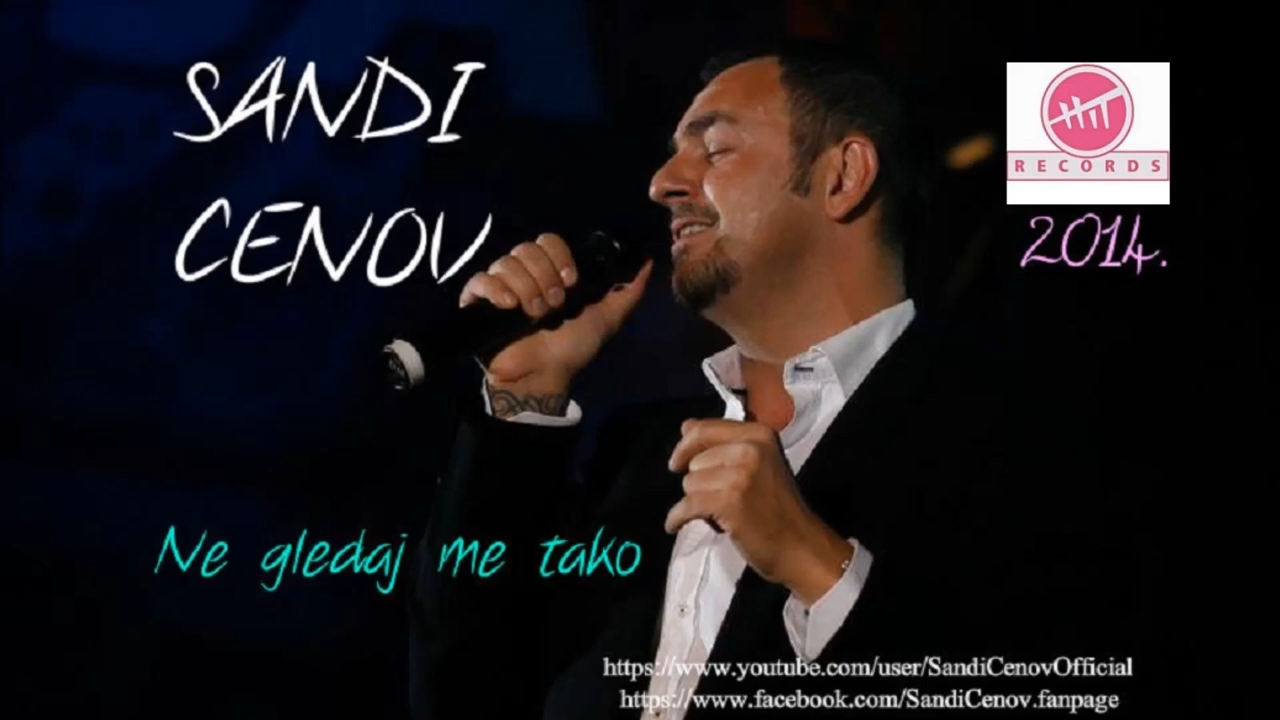 SANDI
CENOV
HIT
RECORDS
2014.
Ne gledaj me tako
https://www.youtube.com/user/SandiCenovOfficial
https://www.facebook.com/SandiCenov.fanpage